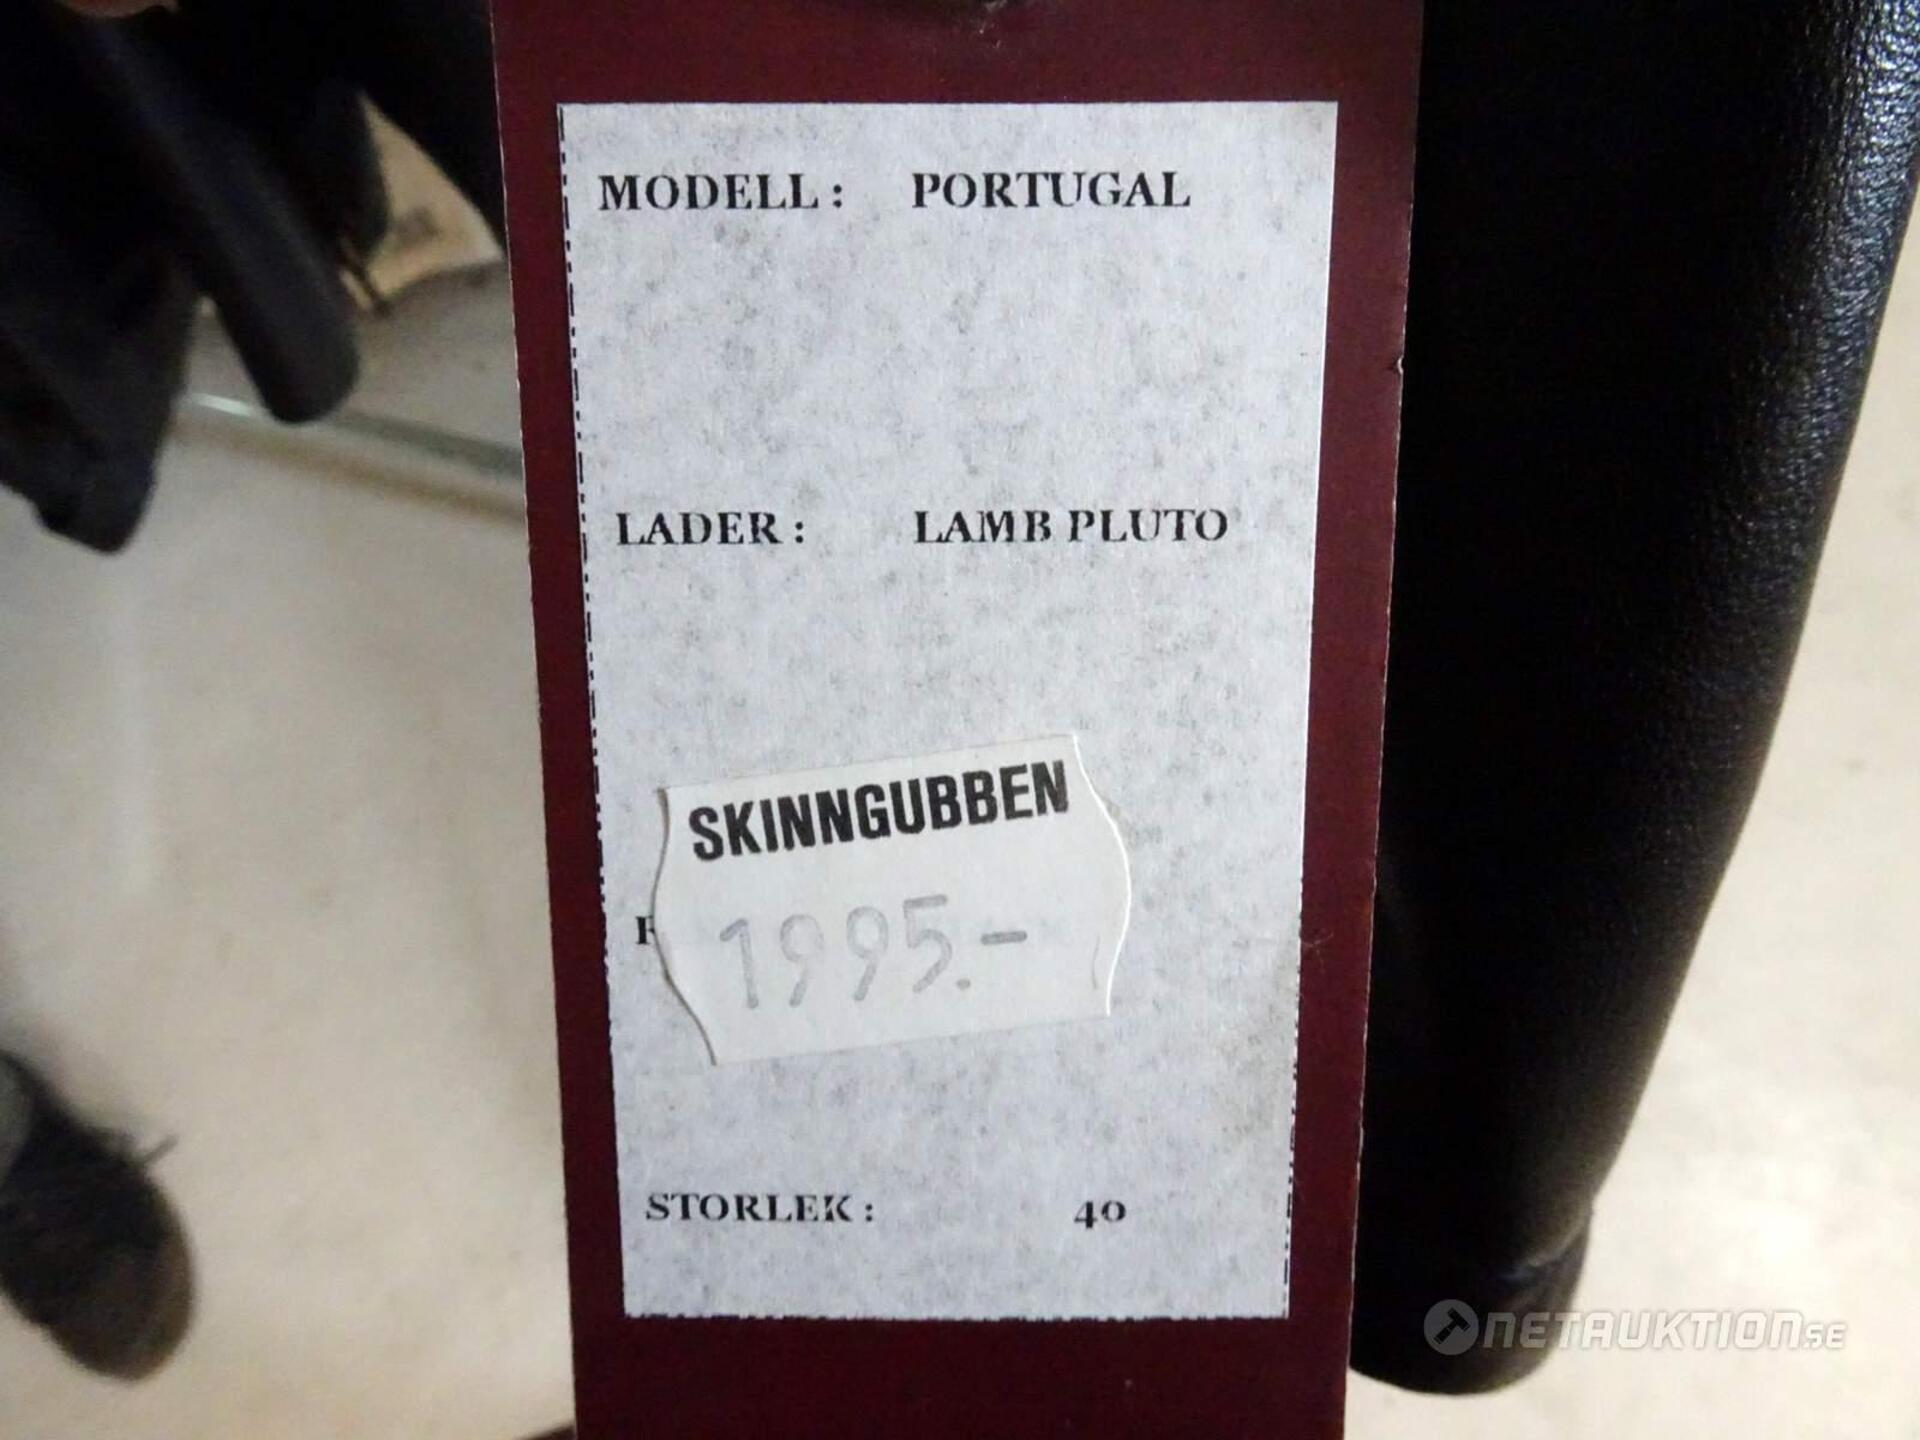 MODELL: PORTUGAL
LADER: LAMB PLUTO
SKINNGUBBEN
1995.-
STORLEK: 40
NETAUKTION.SE